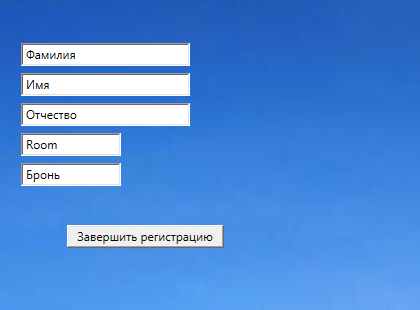 Фамилия
Имя
Отчество
Room
Бронь
Завершить регистрацию